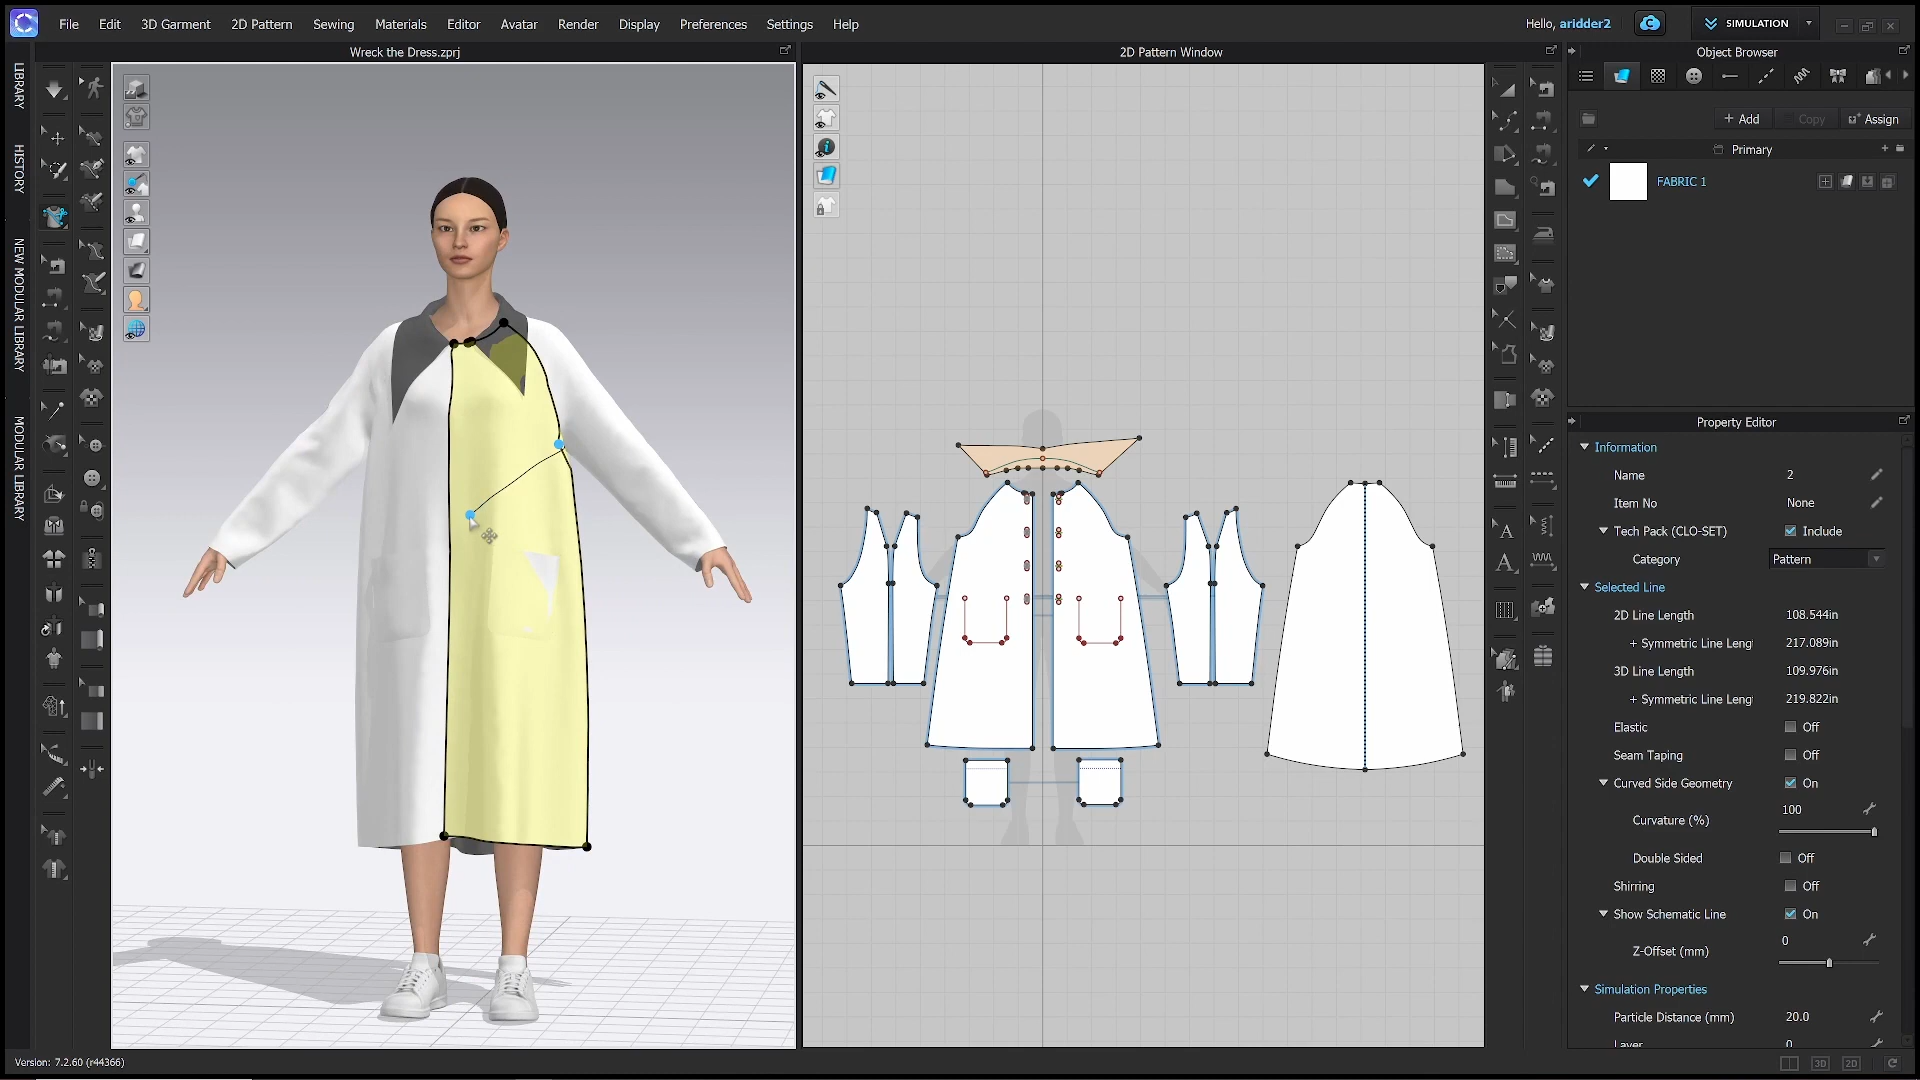 File Edit 3D Garment 2D Pattern Sewing Materials Editor Avatar Render Display Preferences Settings Help
Hello, aridder2
SIMULATION
Wreck the Dress.zprj
2D Pattern Window
Object Browser
LIBRARY
HISTORY
NEW MODULAR LIBRARY
MODULAR LIBRARY
+ Add Copy Assign
Primary
FABRIC 1
Property Editor
Information
Name 2
Item No None
Tech Pack (CLO-SET) Include
Category Pattern
Selected Line
2D Line Length 108.544in
+ Symmetric Line Leng 217.089in
3D Line Length 109.976in
+ Symmetric Line Leng 219.822in
Elastic Off
Seam Taping Off
Curved Side Geometry On
Curvature (%) 100
Double Sided Off
Shirring Off
Show Schematic Line On
Z-Offset (mm) 0
Simulation Properties
Particle Distance (mm) 20.0
Layer 0
Version: 7.2.60 (r44366)
3D 2D